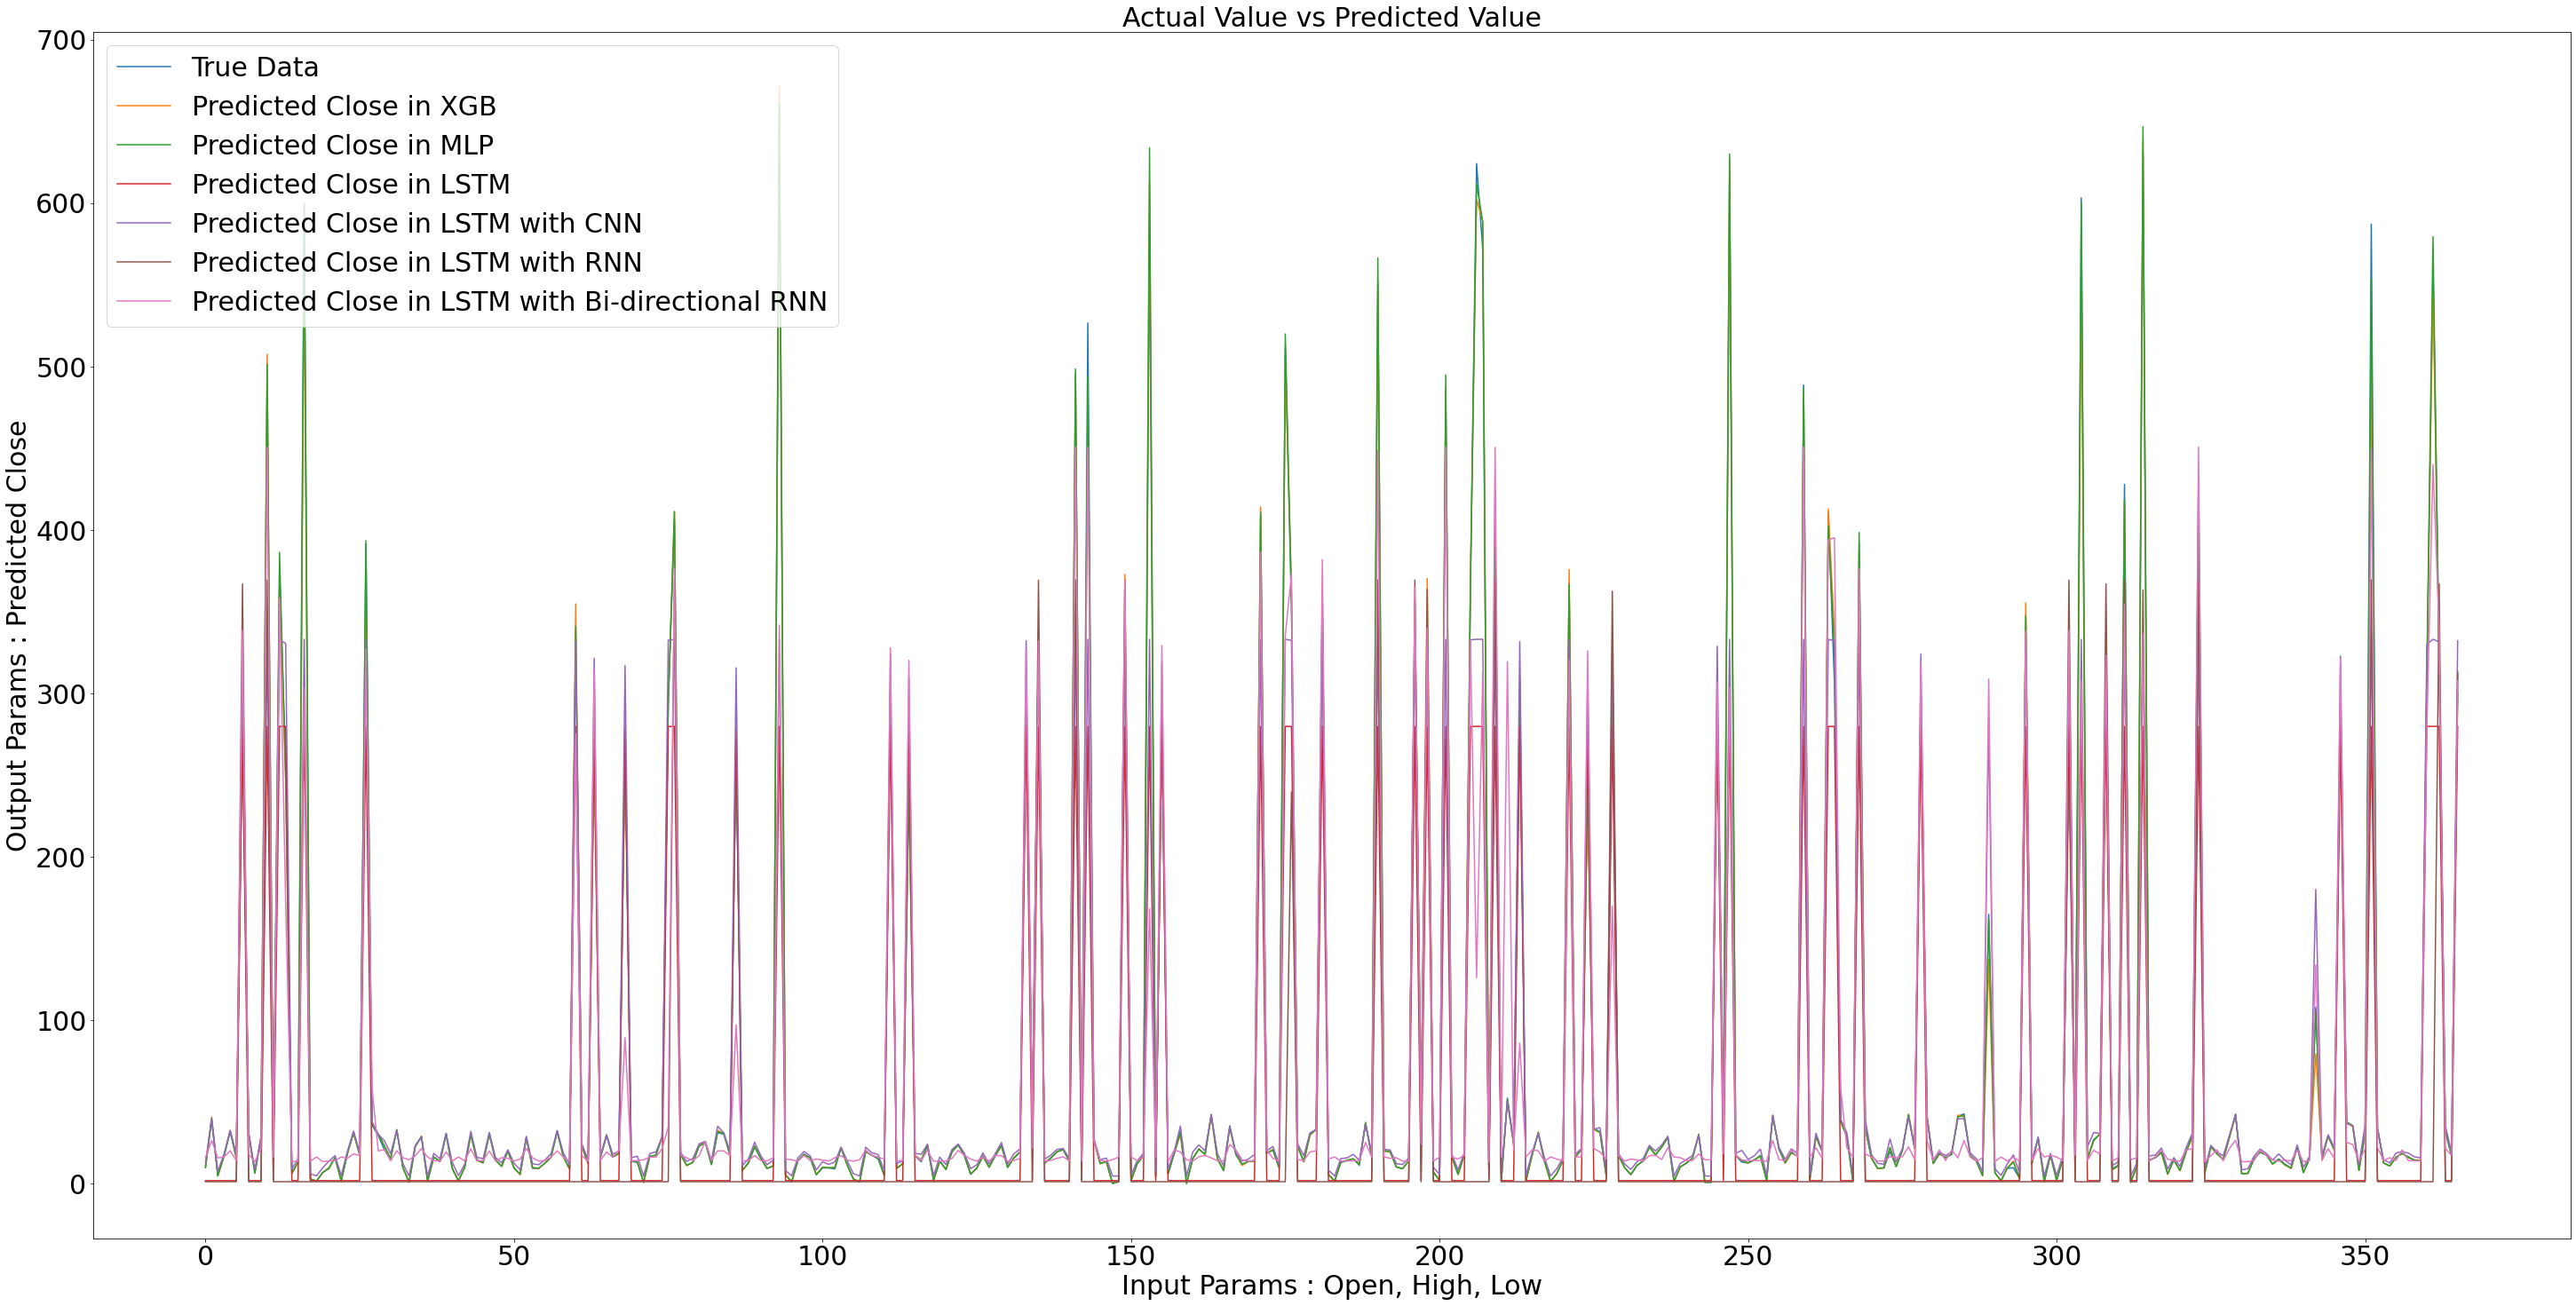 Actual Value vs Predicted Value
700
600
500
400
300
200
100
0
Output Params : Predicted Close
True Data
Predicted Close in XGB
Predicted Close in MLP
Predicted Close in LSTM
Predicted Close in LSTM with CNN
Predicted Close in LSTM with RNN
Predicted Close in LSTM with Bi-directional RNN
0 50 100 150 200 250 300 350
Input Params : Open, High, Low